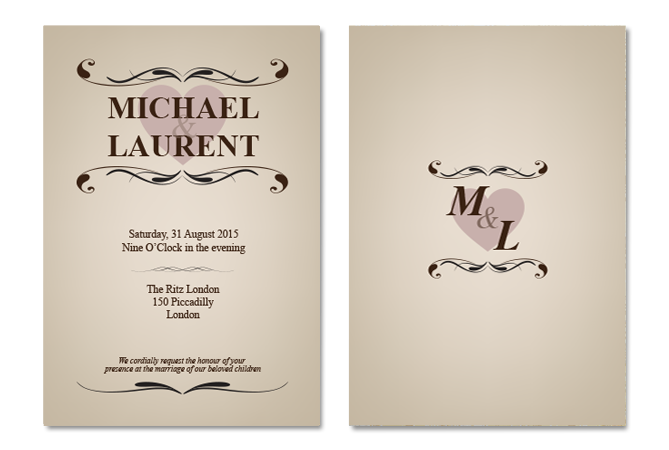 MICHAEL
&
LAURENT
Saturday, 31 August 2015
Nine O'Clock in the evening
The Ritz London
150 Piccadilly
London
We cordially request the honour of your
presence at the marriage of our beloved children
M
&
L